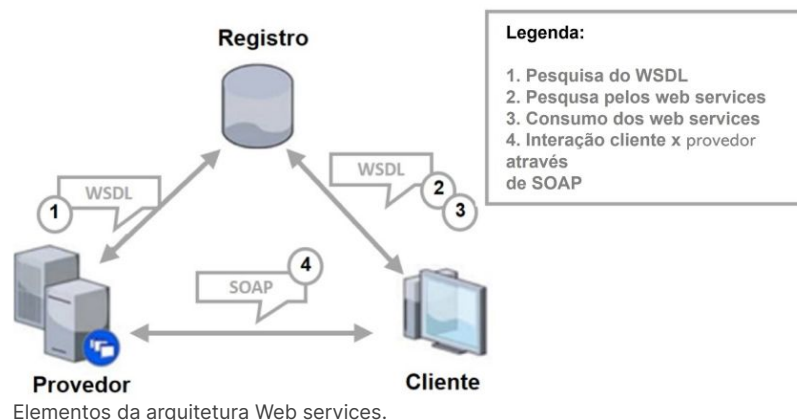 Registro
Legenda:
1. Pesquisa do WSDL
2. Pesqusa pelos web services
3. Consumo dos web services
4. Interação cliente x provedor
através
de SOAP
WSDL
1
WSDL
2
3
SOAP
4
Provedor
Cliente
Elementos da arquitetura Web services.